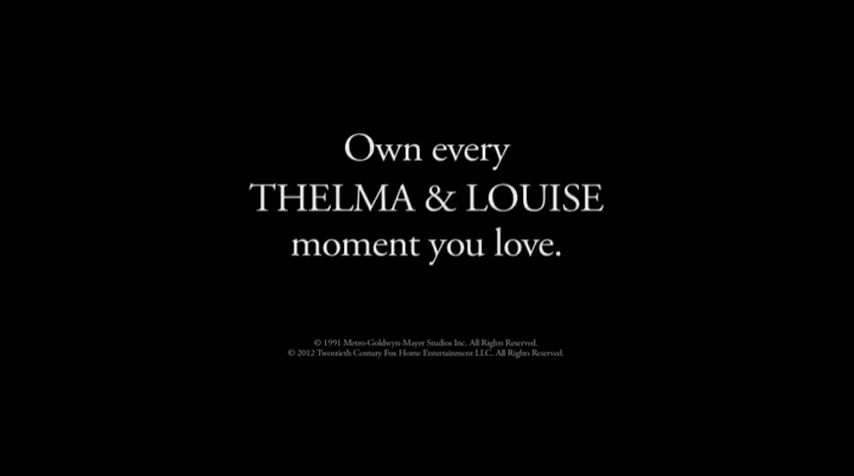 Own every
THELMA & LOUISE
moment you love.
© 1991 Metro-Goldwyn-Mayer Studios Inc. All Rights Reserved.
© 2012 Twentieth Century Fox Home Entertainment LLC. All Rights Reserved.